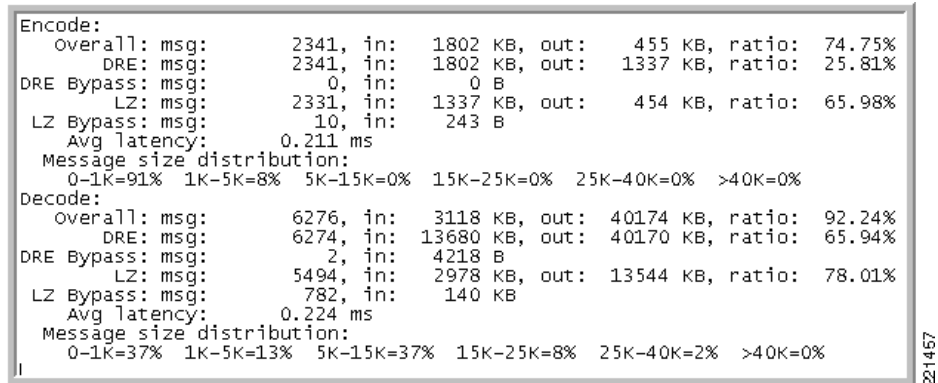 Encode:
Overall: msg: 2341, in: 1802 KB, out: 455 KB, ratio: 74.75%
DRE: msg: 2341, in: 1802 KB, out: 1337 KB, ratio: 25.81%
DRE Bypass: msg: 0, in: 0 B
LZ: msg: 2331, in: 1337 KB, out: 454 KB, ratio: 65.98%
LZ Bypass: msg: 10, in: 243 B
Avg latency: 0.211 ms
Message size distribution:
0-1K=91% 1K-5K=8% 5K-15K=0% 15K-25K=0% 25K-40K=0% >40K=0%
Decode:
Overall: msg: 6276, in: 3118 KB, out: 40174 KB, ratio: 92.24%
DRE: msg: 6274, in: 13680 KB, out: 40170 KB, ratio: 65.94%
DRE Bypass: msg: 2, in: 4218 B
LZ: msg: 5494, in: 2978 KB, out: 13544 KB, ratio: 78.01%
LZ Bypass: msg: 782, in: 140 KB
Avg latency: 0.224 ms
Message size distribution:
0-1K=37% 1K-5K=13% 5K-15K=37% 15K-25K=8% 25K-40K=2% >40K=0%
221457